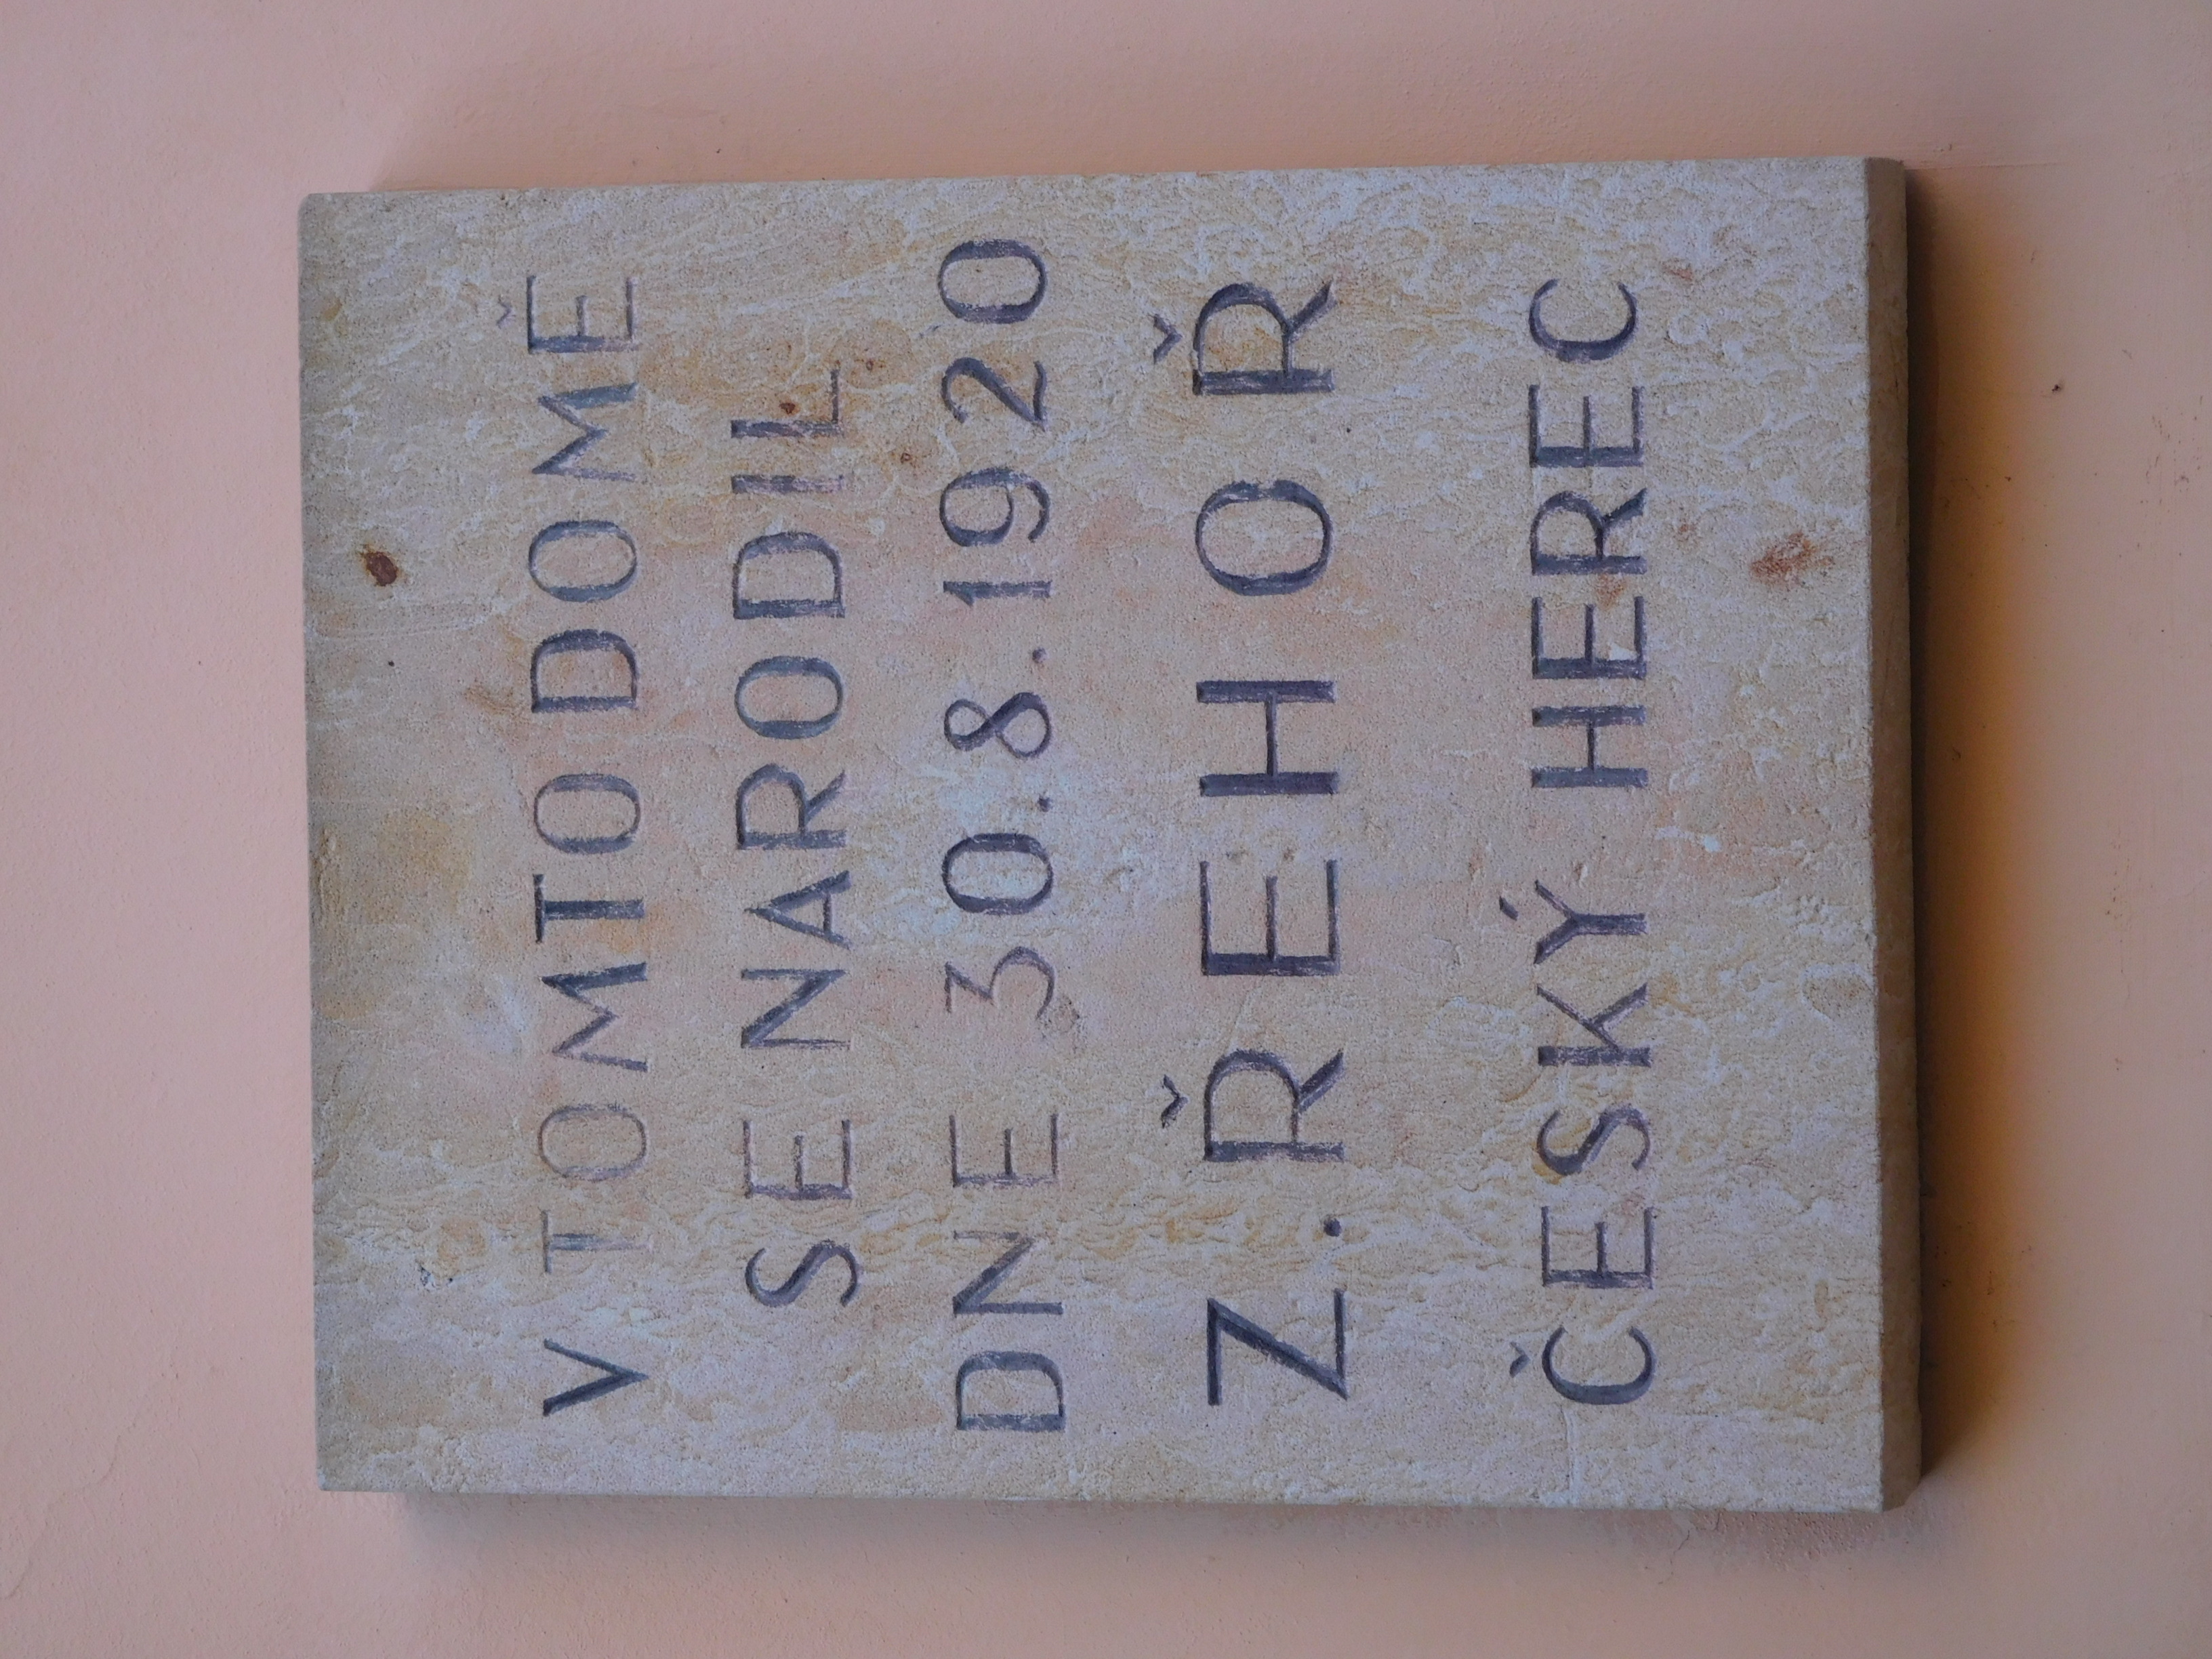 V TOMTO DOMĚ
SE NARODIL
DNE 30.8.1920
Z. ŘEHOŘ
ČESKÝ HEREC